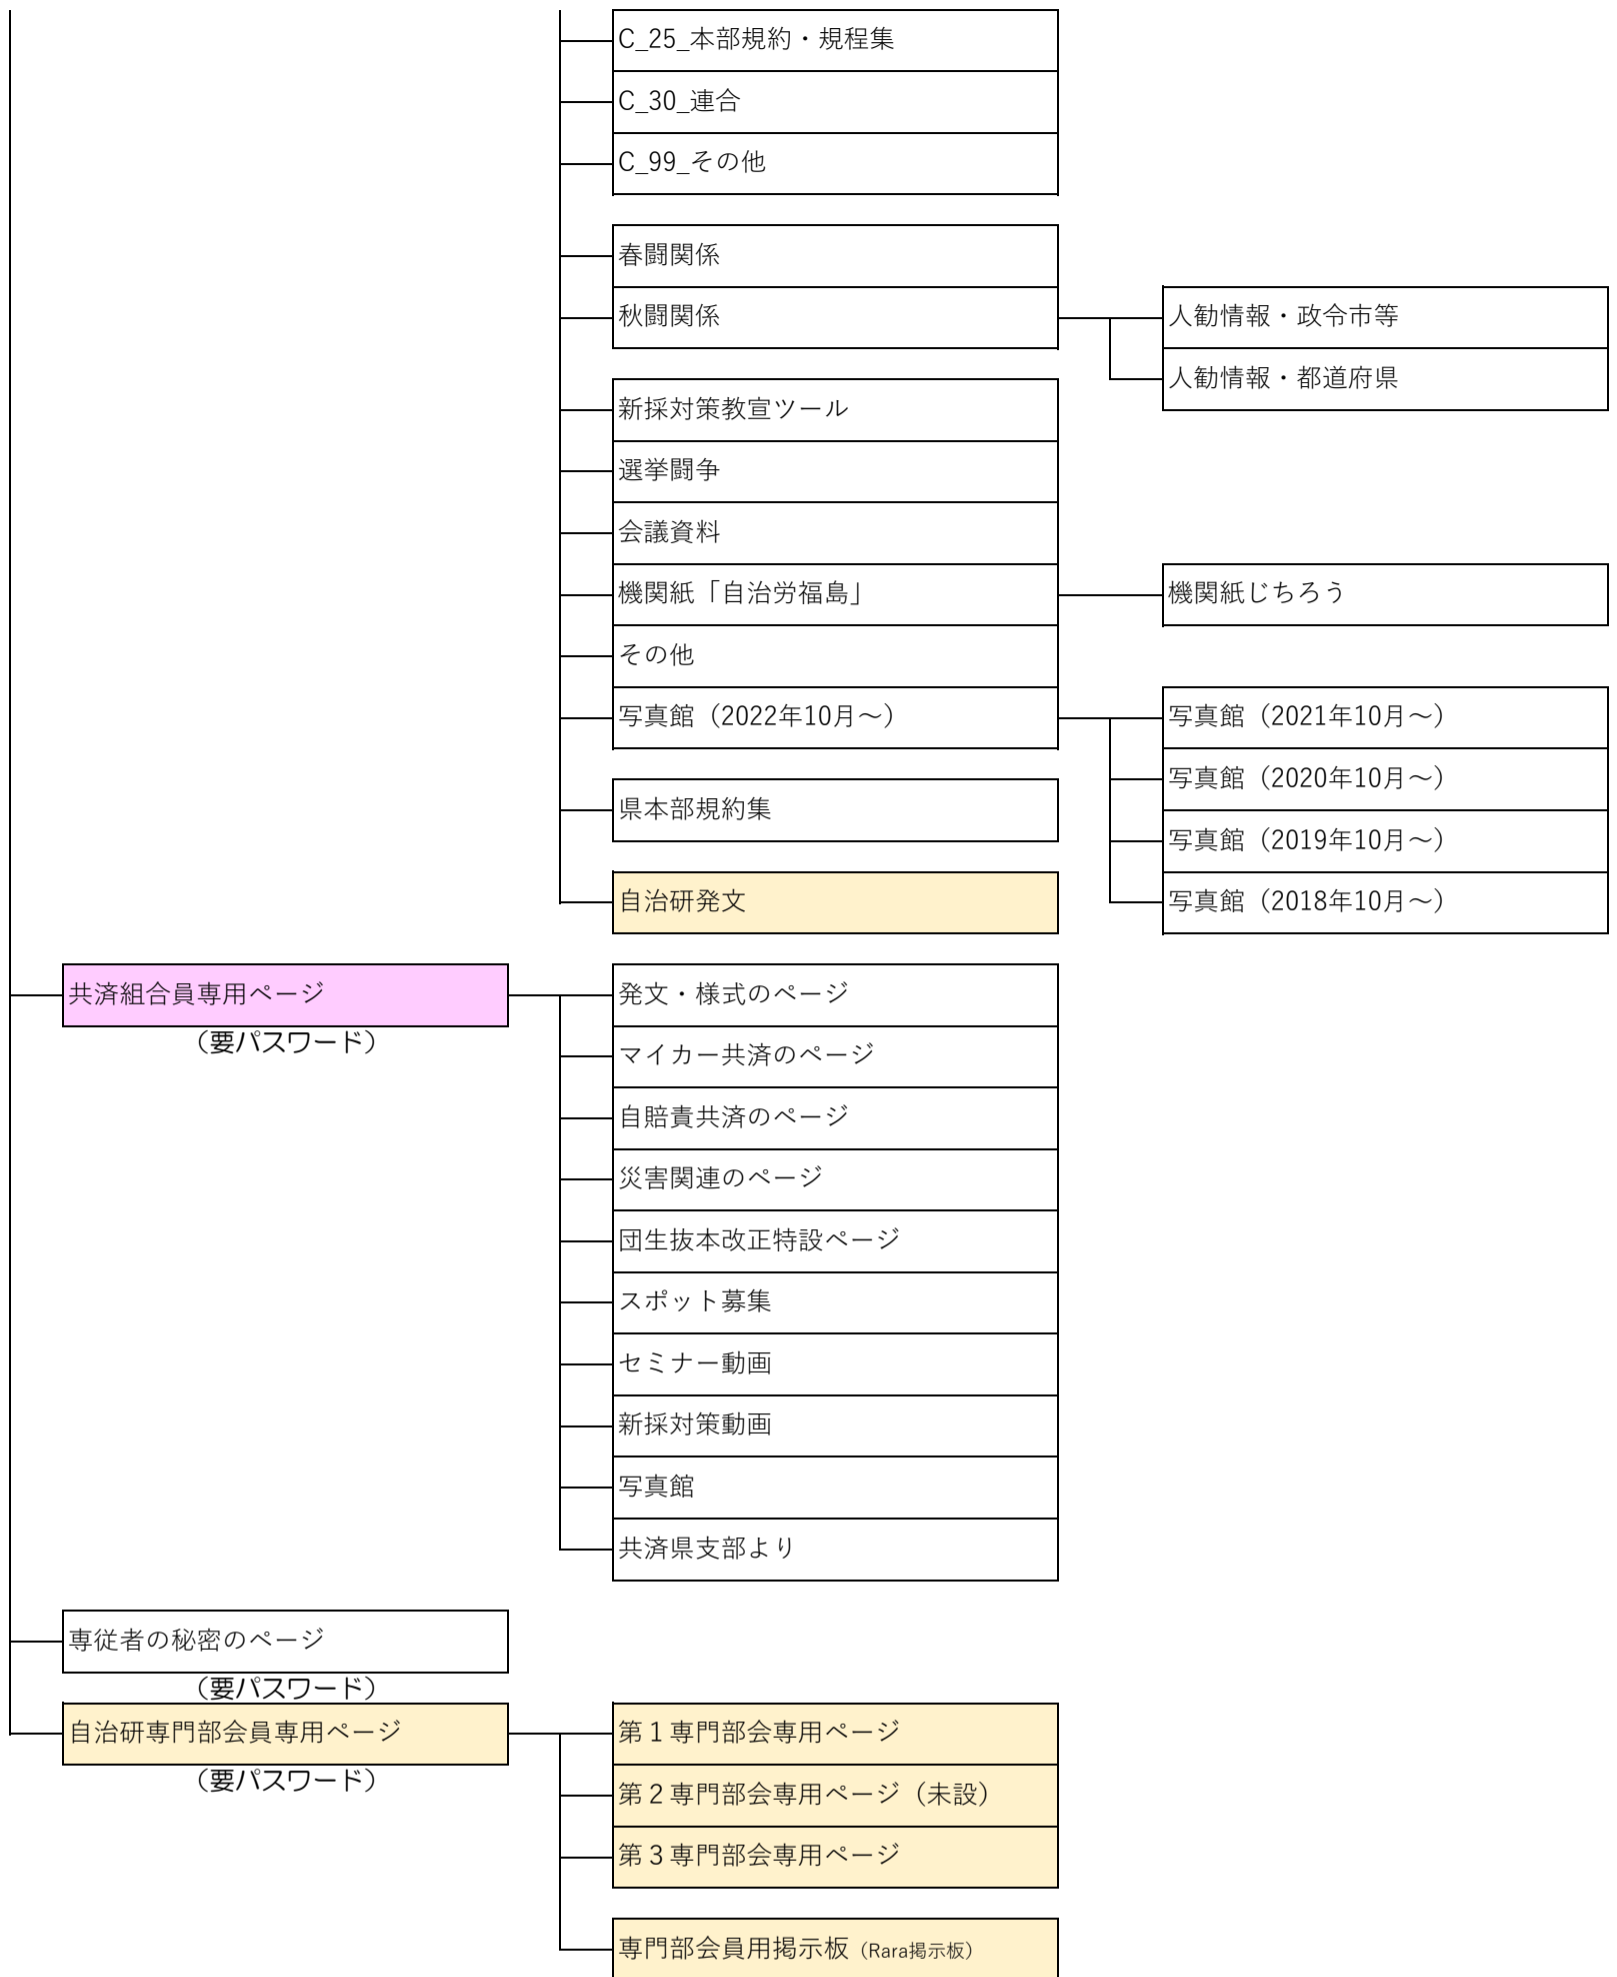 C_25_本部規約・規程集
C_30_連合
C_99_その他
春闘関係
秋闘関係
人勧情報・政令市等
人勧情報・都道府県
新採対策教宣ツール
選挙闘争
会議資料
機関紙「自治労福島」
機関紙じちろう
その他
写真館（2022年10月～）
写真館（2021年10月～）
写真館（2020年10月～）
県本部規約集
写真館（2019年10月～）
自治研発文
写真館（2018年10月～）
共済組合員専用ページ
（要パスワード）
発文・様式のページ
マイカー共済のページ
自賠責共済のページ
災害関連のページ
団生抜本改正特設ページ
スポット募集
セミナー動画
新採対策動画
写真館
共済県支部より
専従者の秘密のページ
（要パスワード）
自治研専門部会員専用ページ
（要パスワード）
第１専門部会専用ページ
第２専門部会専用ページ（未設）
第３専門部会専用ページ
専門部会員用掲示板（Rara掲示板）